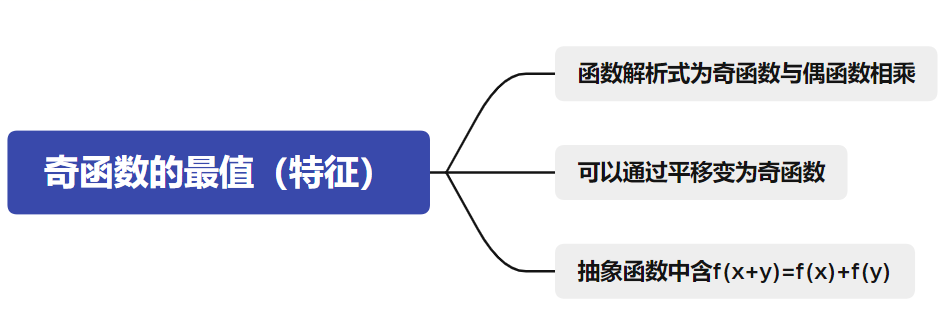 函数解析式为奇函数与偶函数相乘
奇函数的最值（特征）
可以通过平移变为奇函数
抽象函数中含f(x+y)=f(x)+f(y)